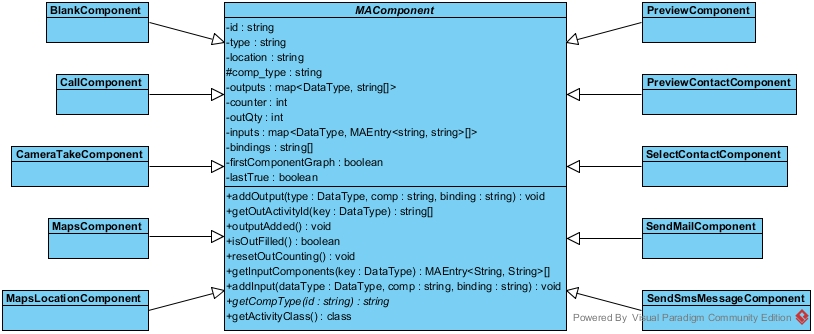 BlankComponent
CallComponent
CameraTakeComponent
MapsComponent
MapsLocationComponent
MAComponent
-id : string
-type : string
-location : string
#comp_type : string
-outputs : map<DataType, string[]>
-counter : int
-outQty : int
-inputs : map<DataType, MAEntry<string, string>[]>
-bindings : string[]
-firstComponentGraph : boolean
-lastTrue : boolean
+addOutput(type : DataType, comp : string, binding : string) : void
+getOutActivityId(key : DataType) : string[]
+outputAdded() : void
+isOutFilled() : boolean
+resetOutCounting() : void
+getInputComponents(key : DataType) : MAEntry<String, String>[]
+addInput(dataType : DataType, comp : string, binding : string) : void
+getCompType(id : string) : string
+getActivityClass() : class
PreviewComponent
PreviewContactComponent
SelectContactComponent
SendMailComponent
SendSmsMessageComponent
Powered By Visual Paradigm Community Edition